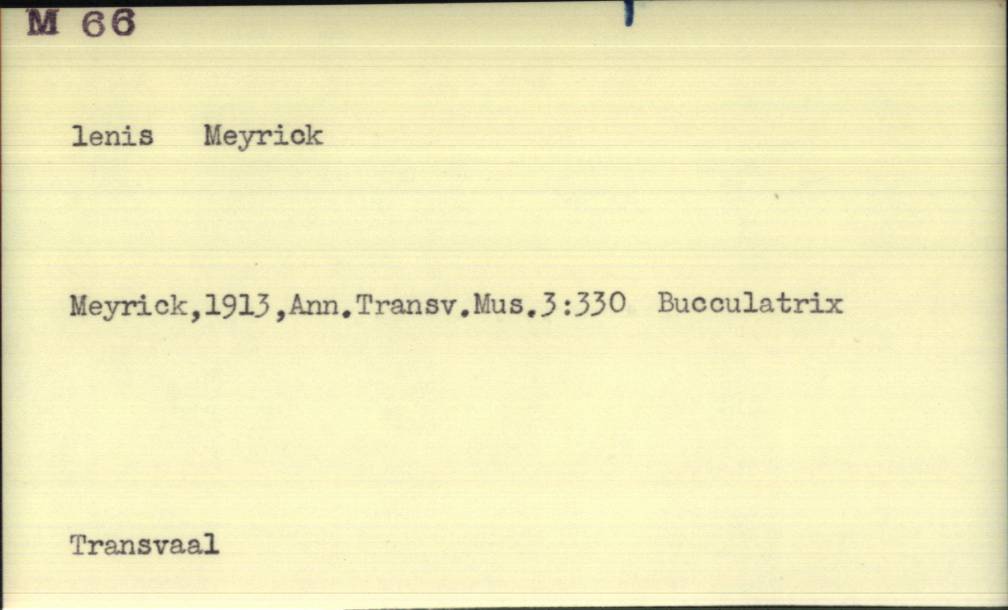 M 66
lenis Meyrick
Meyrick,1913,Ann.Transv.Mus.3:330 Bucculatrix
Transvaal